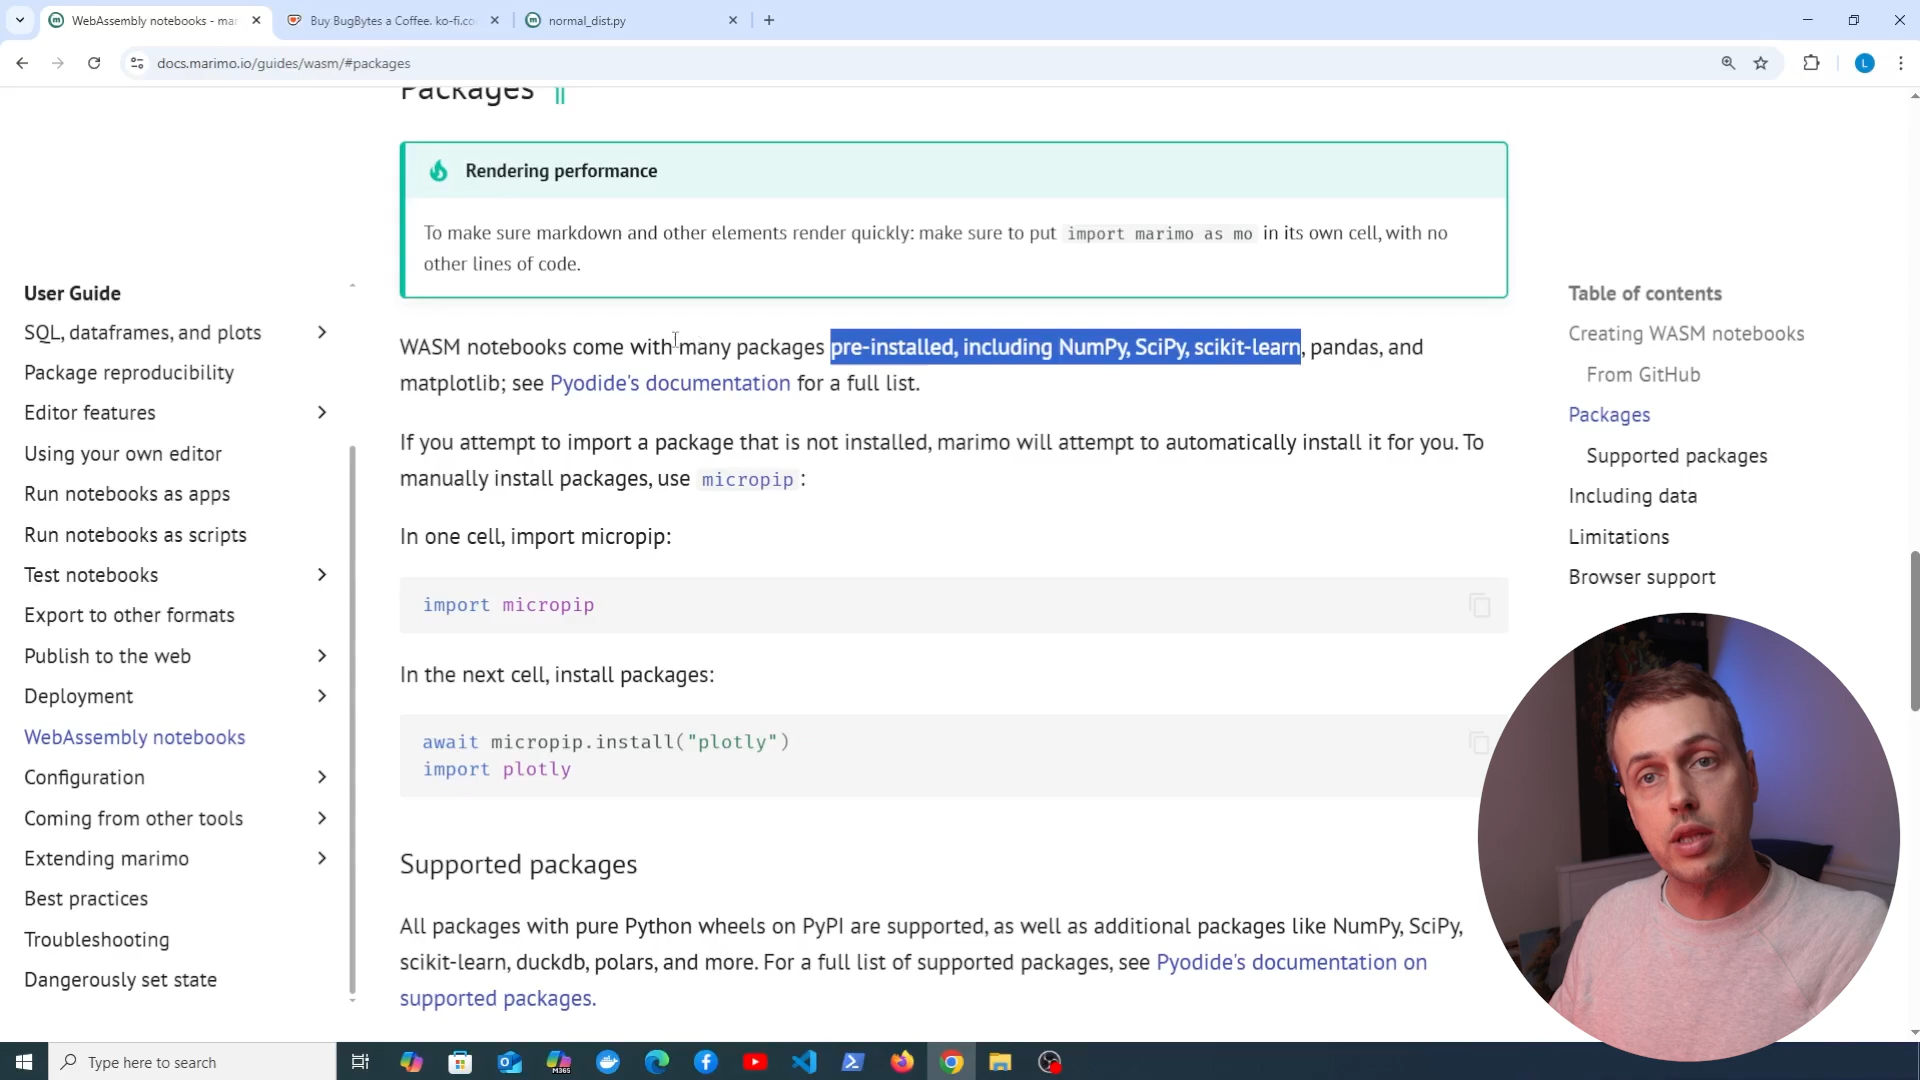 WebAssembly notebooks - ma
Buy BugBytes a Coffee. ko-fi.co
normal_dist.py
docs.marimo.io/guides/wasm/#packages
L
Packages
Rendering performance
To make sure markdown and other elements render quickly: make sure to put import marimo as mo in its own cell, with no
other lines of code.
WASM notebooks come with many packages pre-installed, including NumPy, SciPy, scikit-learn, pandas, and
matplotlib; see Pyodide's documentation for a full list.
If you attempt to import a package that is not installed, marimo will attempt to automatically install it for you. To
manually install packages, use micropip :
In one cell, import micropip:
import micropip
In the next cell, install packages:
await micropip.install("plotly")
import plotly
Supported packages
All packages with pure Python wheels on PyPI are supported, as well as additional packages like NumPy, SciPy,
scikit-learn, duckdb, polars, and more. For a full list of supported packages, see Pyodide's documentation on
supported packages.
User Guide
SQL, dataframes, and plots
Package reproducibility
Editor features
Using your own editor
Run notebooks as apps
Run notebooks as scripts
Test notebooks
Export to other formats
Publish to the web
Deployment
WebAssembly notebooks
Configuration
Coming from other tools
Extending marimo
Best practices
Troubleshooting
Dangerously set state
Table of contents
Creating WASM notebooks
From GitHub
Packages
Supported packages
Including data
Limitations
Browser support
Type here to search
M365